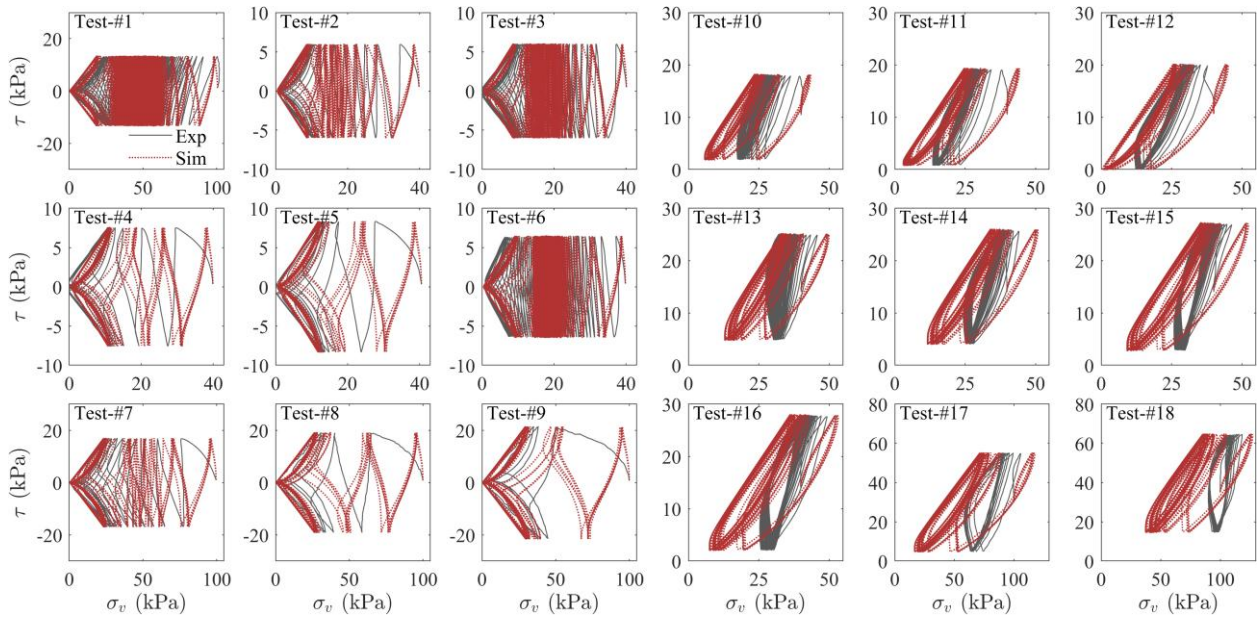 Test-#1 Test-#2 Test-#3 Test-#10 Test-#11 Test-#12
τ (kPa)
20 0 -20
Exp
Sim
0 50 100
10 5 0 -5 -10
0 20 40
10 5 0 -5 -10
0 20 40
30 20 10 0
0 25 50
30 20 10 0
0 25 50
30 20 10 0
0 25 50
Test-#4 Test-#5 Test-#6 Test-#13 Test-#14 Test-#15
τ (kPa)
10 5 0 -5 -10
0 20 40
10 5 0 -5 -10
0 20 40
10 5 0 -5 -10
0 20 40
30 20 10 0
0 25 50
30 20 10 0
0 25 50
30 20 10 0
0 25 50
Test-#7 Test-#8 Test-#9 Test-#16 Test-#17 Test-#18
τ (kPa)
20 0 -20
0 50 100
20 0 -20
0 50 100
20 0 -20
0 50 100
30 20 10 0
0 25 50
80 60 40 20 0
0 50 100
80 60 40 20 0
0 50 100
σv (kPa) σv (kPa) σv (kPa) σv (kPa) σv (kPa) σv (kPa)